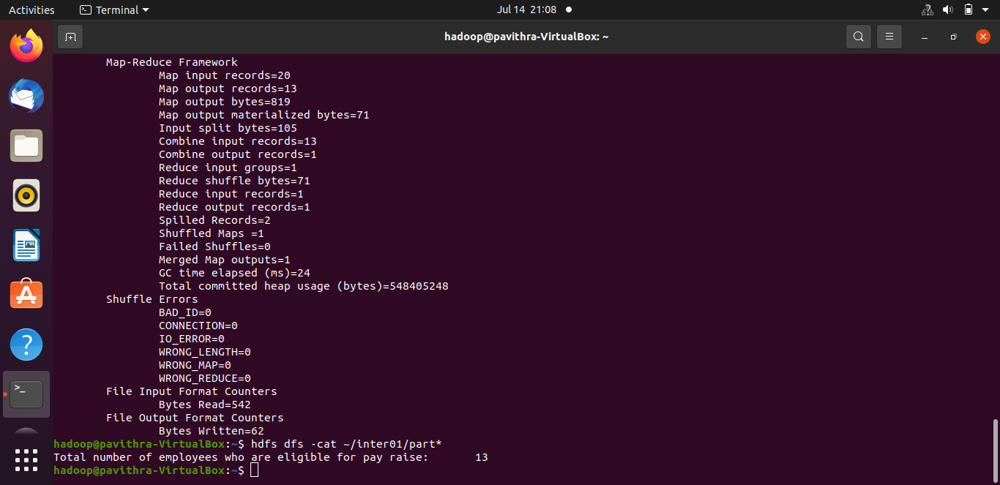 Activities Terminal Jul 14 21:08
hadoop@pavithra-VirtualBox: ~
Map-Reduce Framework
Map input records=20
Map output records=13
Map output bytes=819
Map output materialized bytes=71
Input split bytes=105
Combine input records=13
Combine output records=1
Reduce input groups=1
Reduce shuffle bytes=71
Reduce input records=1
Reduce output records=1
Spilled Records=2
Shuffled Maps =1
Failed Shuffles=0
Merged Map outputs=1
GC time elapsed (ms)=24
Total committed heap usage (bytes)=548405248
Shuffle Errors
BAD_ID=0
CONNECTION=0
IO_ERROR=0
WRONG_LENGTH=0
WRONG_MAP=0
WRONG_REDUCE=0
File Input Format Counters
Bytes Read=542
File Output Format Counters
Bytes Written=62
hadoop@pavithra-VirtualBox:~$ hdfs dfs -cat ~/inter01/part*
Total number of employees who are eligible for pay raise: 13
hadoop@pavithra-VirtualBox:~$